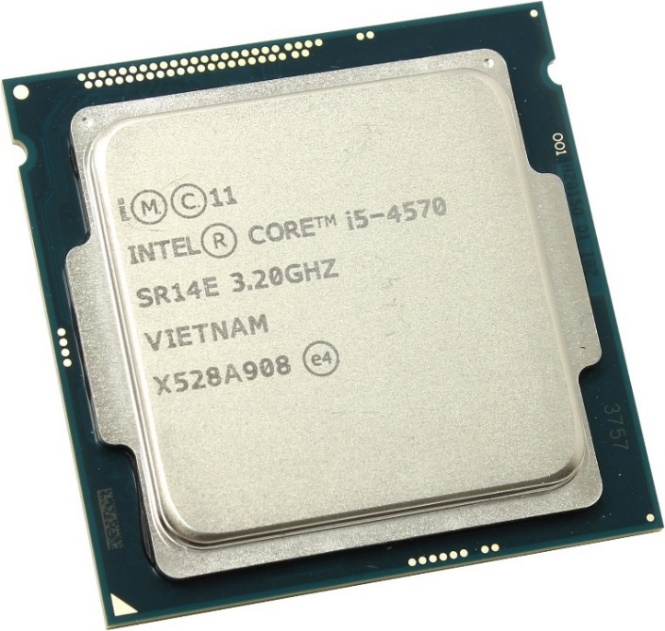 i Ⓜ Ⓒ 11
INTEL® CORE™ i5-4570
SR14E 3.20GHZ
VIETNAM
X528A908 e4
3757